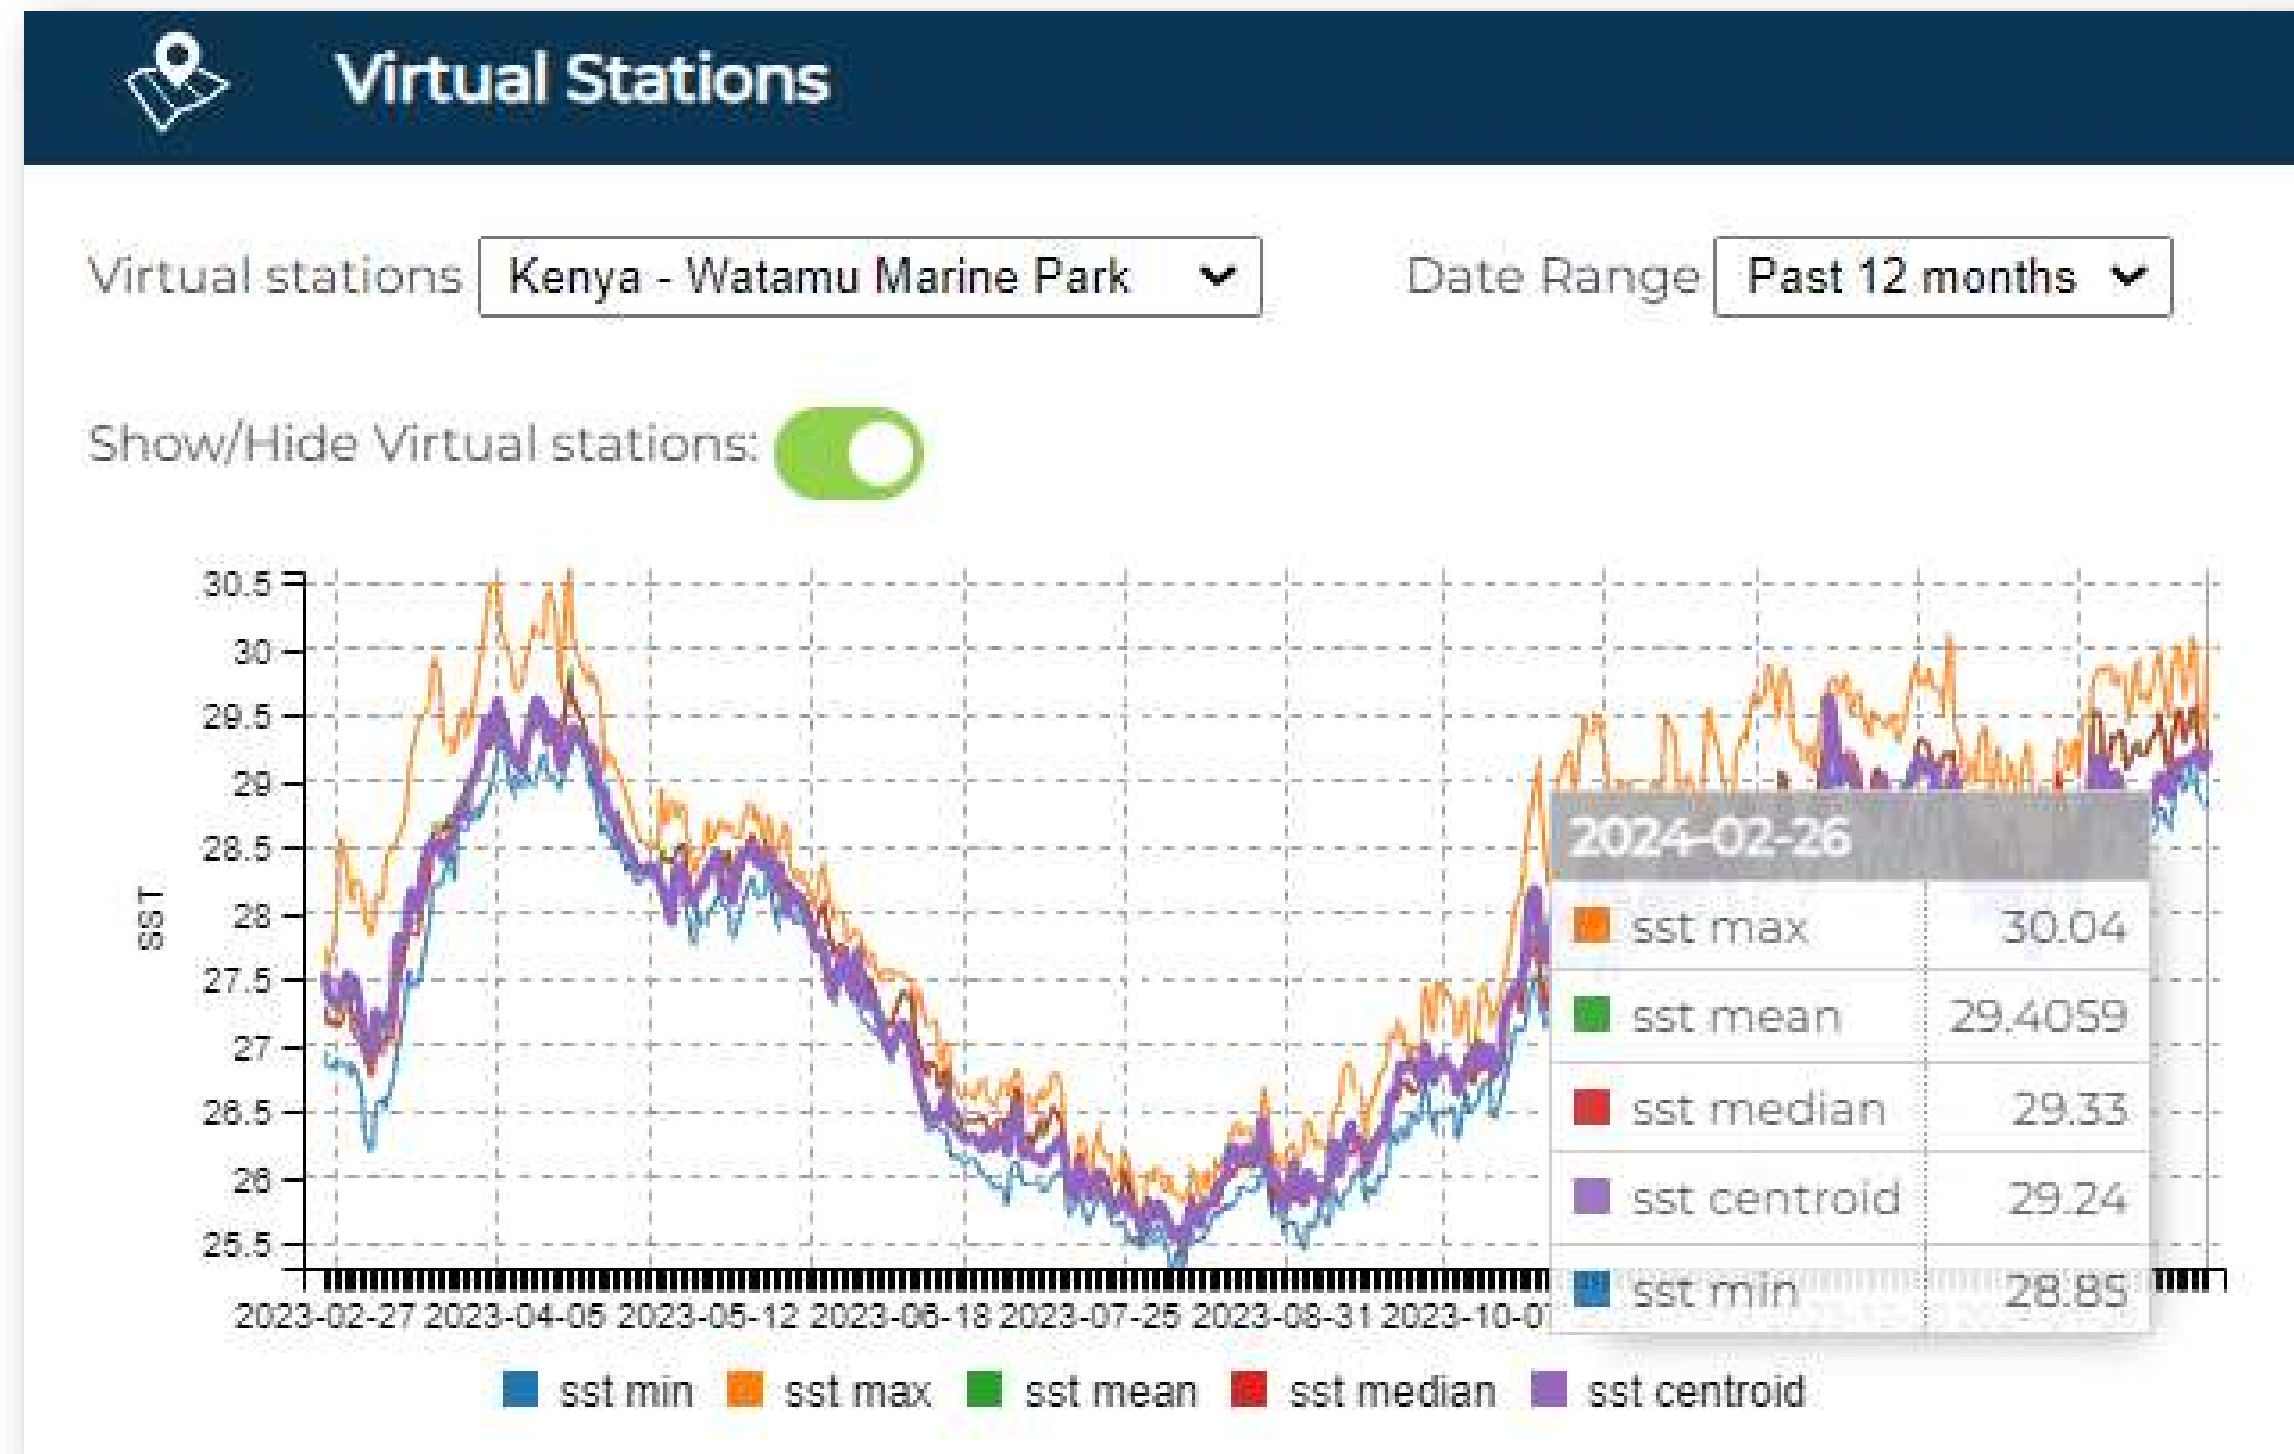 Virtual Stations
Virtual stations Kenya - Watamu Marine Park Date Range Past 12 months
Show/Hide Virtual stations:
30.5
30
29.5
29
28.5
28
27.5
27
26.5
26
25.5
SST
2024-02-26
sst max 30.04
sst mean 29.4059
sst median 29.33
sst centroid 29.24
sst min 28.85
2023-02-27 2023-04-05 2023-05-12 2023-06-18 2023-07-25 2023-08-31 2023-10-0
sst min sst max sst mean sst median sst centroid